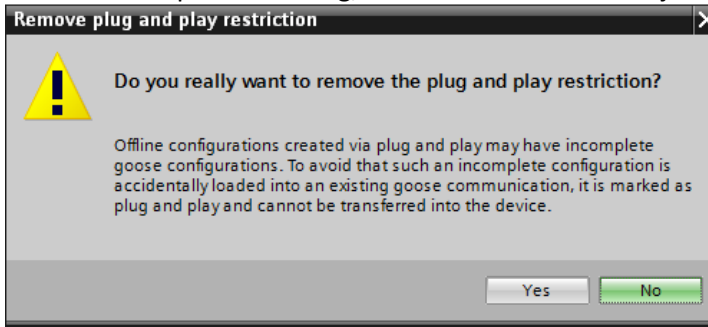 Remove plug and play restriction
Do you really want to remove the plug and play restriction?
Offline configurations created via plug and play may have incomplete
goose configurations. To avoid that such an incomplete configuration is
accidentally loaded into an existing goose communication, it is marked as
plug and play and cannot be transferred into the device.
Yes No